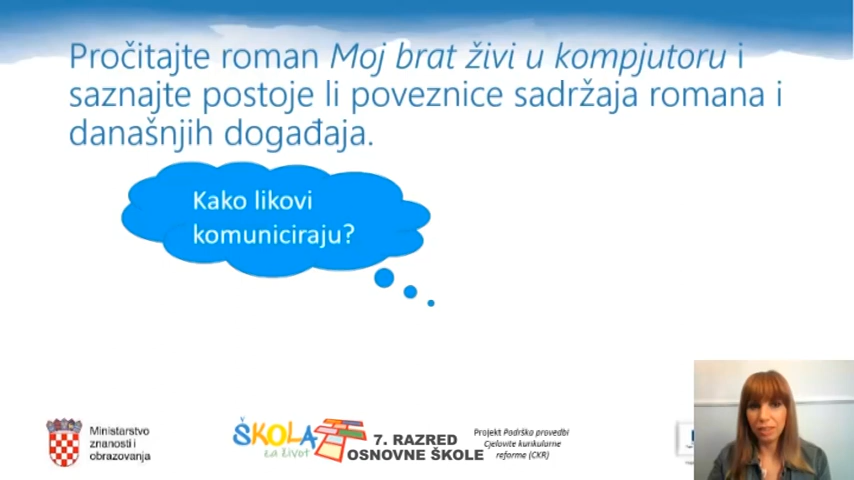 Pročitajte roman Moj brat živi u kompjutoru i
saznajte postoje li poveznice sadržaja romana i
današnjih događaja.
Kako likovi
komuniciraju?
Ministarstvo
znanosti i
obrazovanja
ŠKOLA
za život
7. RAZRED
OSNOVNE ŠKOLE
Projekt Podrška provedbi
Cjelovite kurikularne
reforme (CKR)